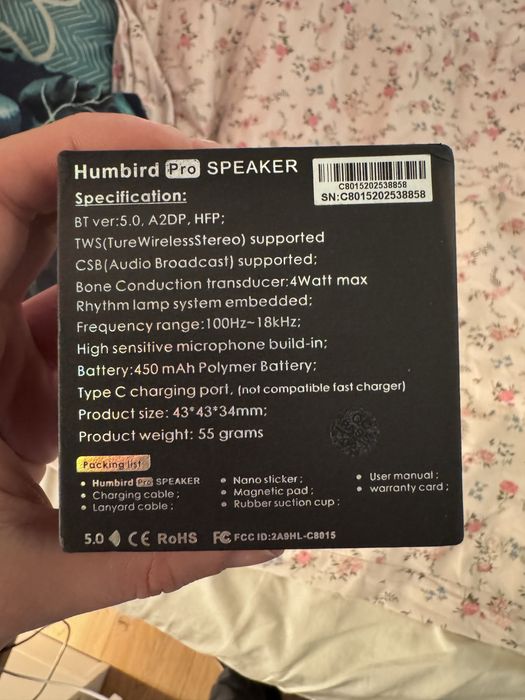 Humbird Pro SPEAKER
C8015202538858
SN:C8015202538858
Specification:
BT ver:5.0, A2DP, HFP;
TWS(TureWirelessStereo) supported
CSB(Audio Broadcast) supported;
Bone Conduction transducer:4Watt max
Rhythm lamp system embedded;
Frequency range:100Hz~18kHz;
High sensitive microphone build-in;
Battery:450 mAh Polymer Battery;
Type C charging port, (not compatible fast charger)
Product size: 43*43*34mm;
Product weight: 55 grams
Packing list
• Humbird Pro SPEAKER
• Charging cable ;
• Lanyard cable ;
• Nano sticker ;
• Magnetic pad ;
• Rubber suction cup ;
• User manual ;
• warranty card ;
5.0 CE RoHS FC FCC ID:2A9HL-C8015